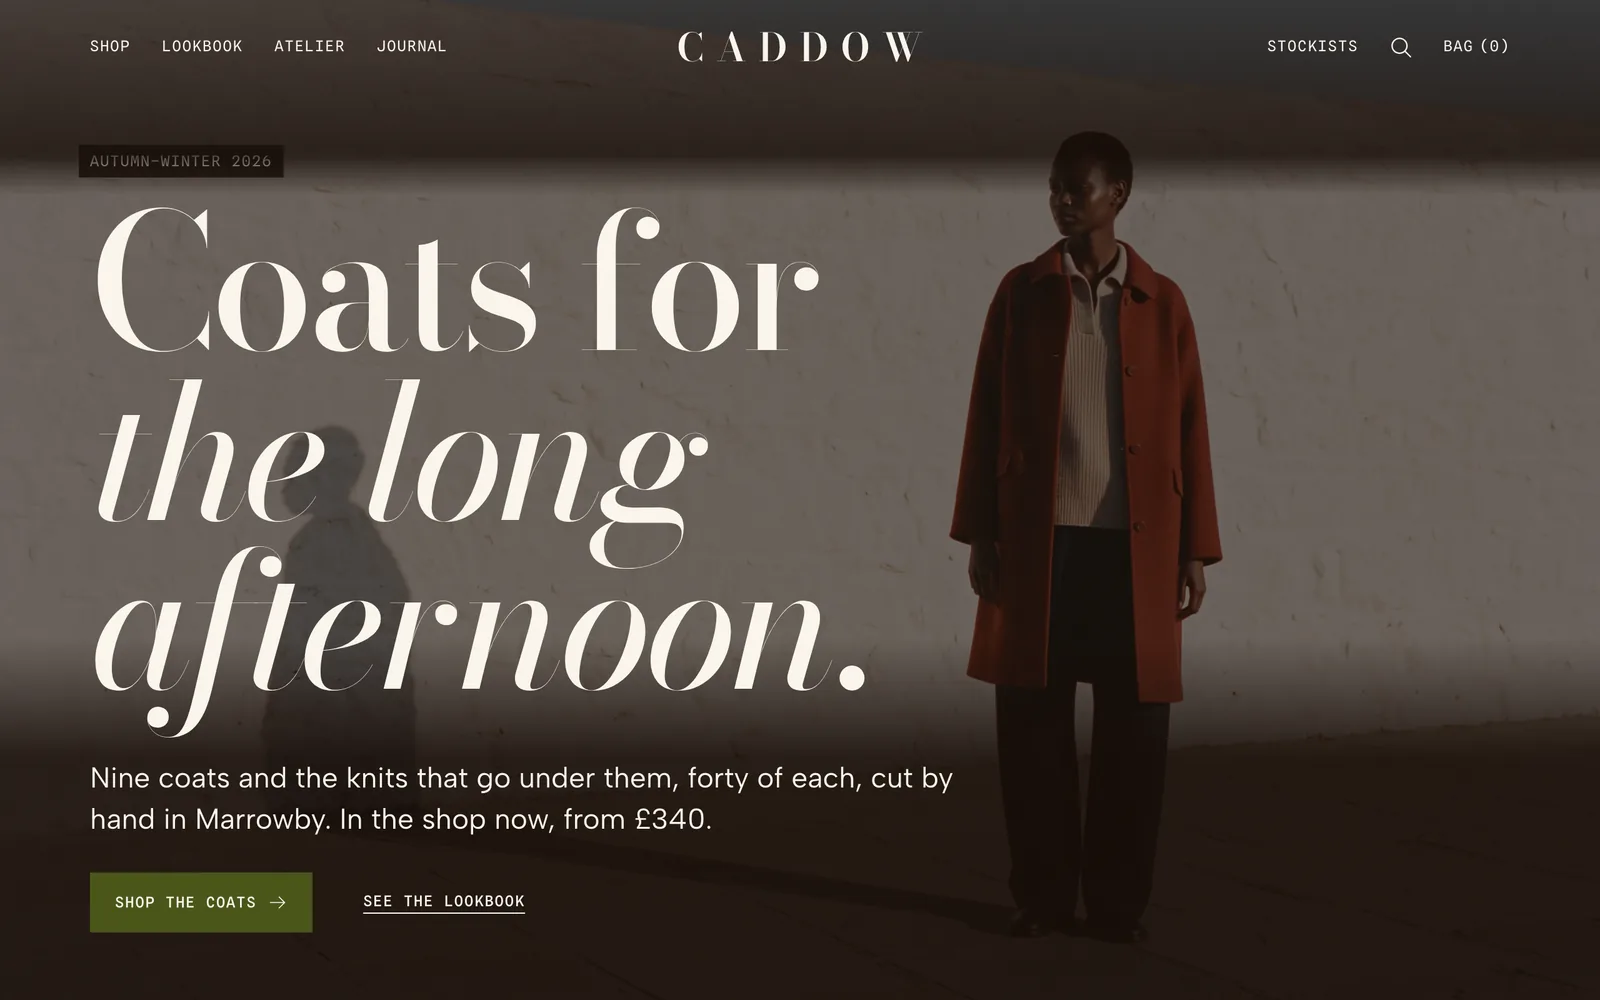 SHOP LOOKBOOK ATELIER JOURNAL
CADDOW
STOCKISTS
BAG (0)
AUTUMN–WINTER 2026
Coats for
the long
afternoon.
Nine coats and the knits that go under them, forty of each, cut by
hand in Marrowby. In the shop now, from £340.
SHOP THE COATS →
SEE THE LOOKBOOK